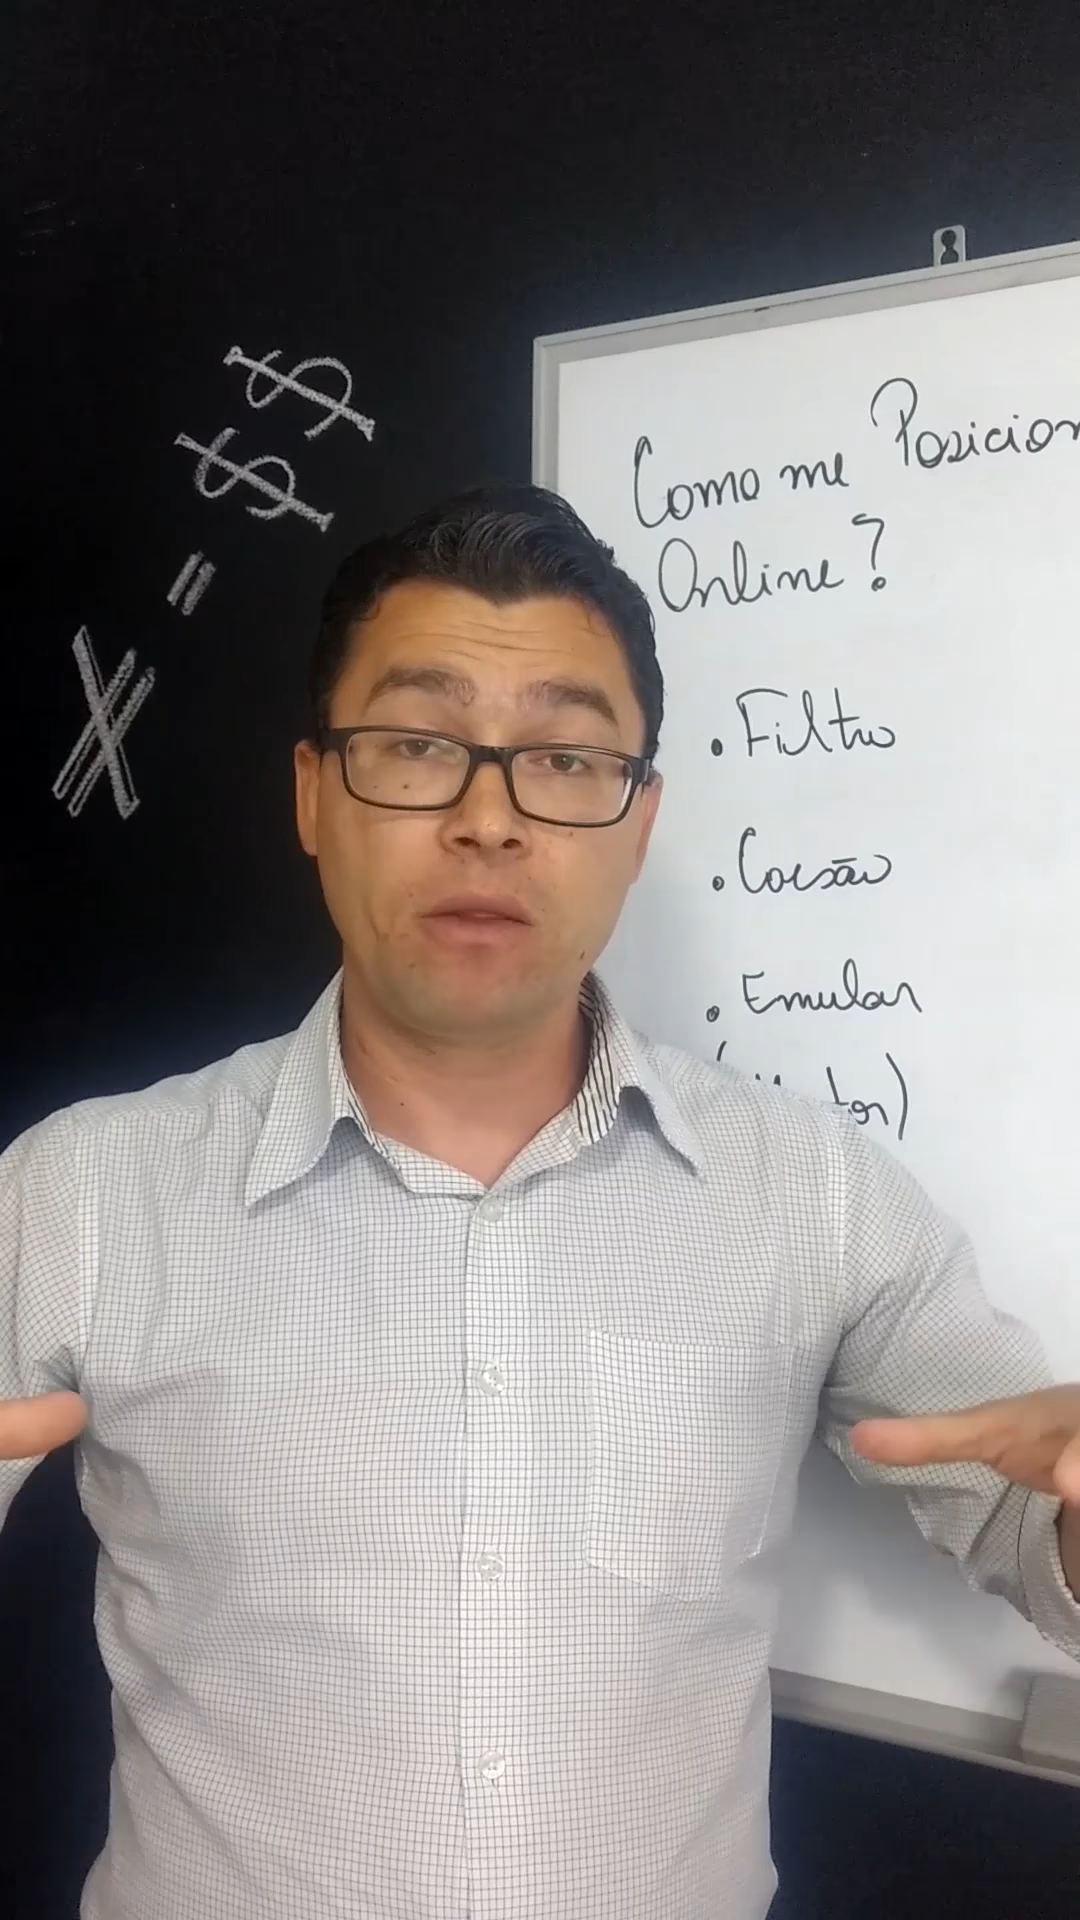 X = $ $
Como me Posicion
Online?
• Filtro
• Coesão
• Emular